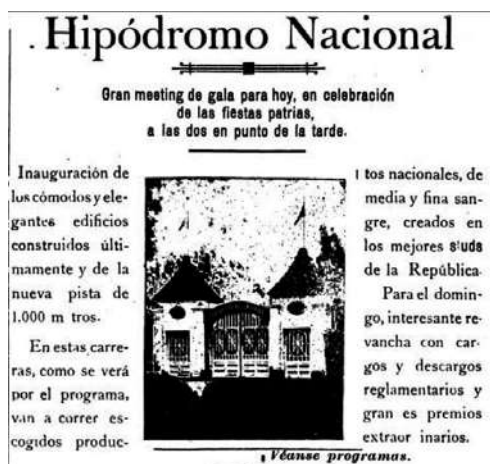 Hipódromo Nacional
Gran meeting de gala para hoy, en celebración
de las fiestas patrias,
a las dos en punto de la tarde.
Inauguración de
los cómodos y ele-
gantes edificios
construidos últi-
mamente y de la
nueva pista de
1.000 m tros.
En estas carre-
ras, como se verá
por el programa,
van a correr es-
cogidos produc-
tos nacionales, de
media y fina san-
gre, creados en
los mejores studs
de la República.
Para el domin-
go, interesante re-
vancha con car-
gos y descargos
reglamentarios y
gran es premios
extraor inarios.
Véanse programas.